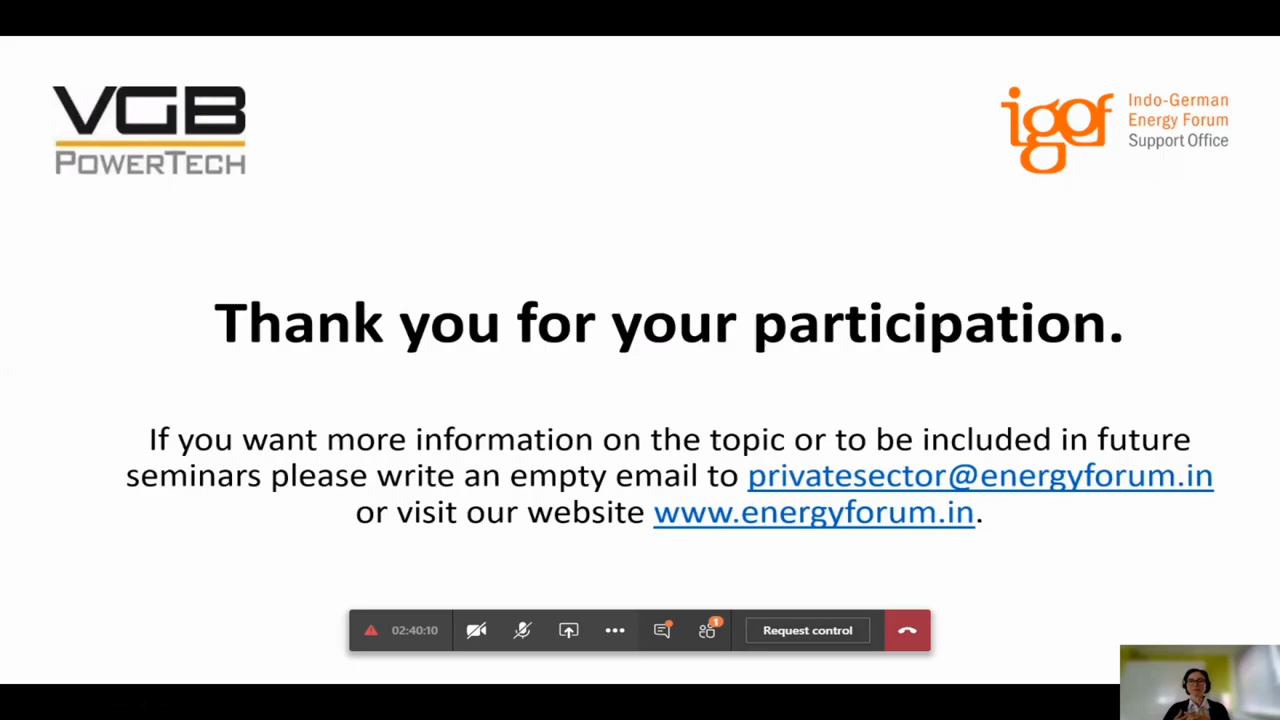 VGB
POWERTECH
igef
Indo-German
Energy Forum
Support Office
Thank you for your participation.
If you want more information on the topic or to be included in future
seminars please write an empty email to privatesector@energyforum.in
or visit our website www.energyforum.in.
02:40:10
1
Request control